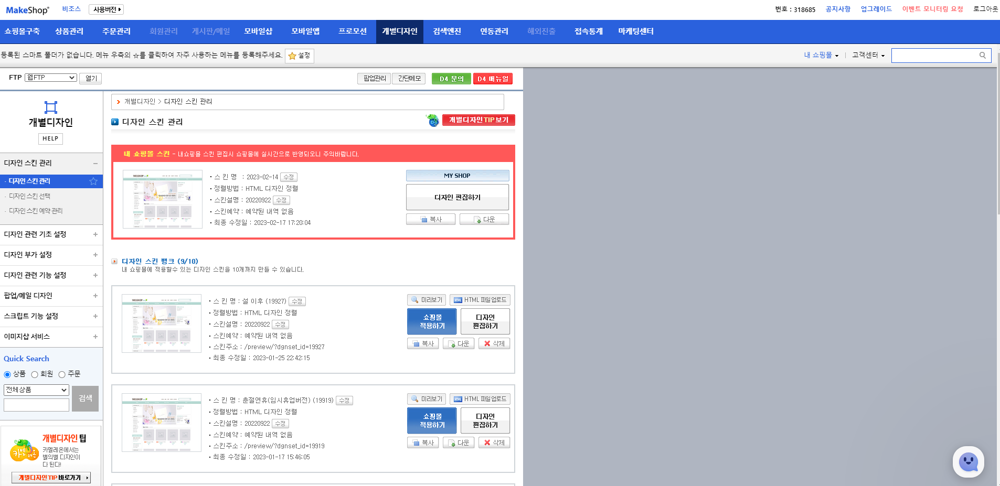 MakeShop®
비조스
사용버전
번호 : 318685
공지사항
업그레이드
이벤트 모니터링 요청
로그아웃
쇼핑몰구축
상품관리
주문관리
회원관리
게시판/메일
모바일샵
모바일앱
프로모션
개별디자인
검색엔진
연동관리
해외진출
접속통계
마케팅센터
등록된 스마트 폴더가 없습니다. 메뉴 우측의 ☆를 클릭하여 자주 사용하는 메뉴를 등록해주세요.
설정
내 쇼핑몰
고객센터
FTP
웹FTP
열기
팝업관리
간단메모
D4 문의
D4 매뉴얼
개별디자인
HELP
디자인 스킨 관리
· 디자인 스킨 관리
· 디자인 스킨 선택
· 디자인 스킨 예약 관리
디자인 관련 기초 설정
디자인 부가 설정
디자인 관련 기능 설정
팝업/메일 디자인
스크립트 기능 설정
이미지샵 서비스
Quick Search
상품
회원
주문
전체상품
검색
개별디자인 팁
카멜레온
카멜레온에서는
별의별 디자인이
다 된다!
개별디자인TIP 바로가기
개별디자인 > 디자인 스킨 관리
디자인 스킨 관리
D4
개별디자인TIP보기
내 쇼핑몰 스킨 - 내쇼핑몰 스킨 편집시 쇼핑몰에 실시간으로 반영되오니 주의바랍니다.
· 스 킨 명 : 2023-02-14 수정
· 정렬방법 : HTML 디자인 정렬
· 스킨설명 : 20220922 수정
· 스킨예약 : 예약된 내역 없음
· 최종 수정일 : 2023-02-17 17:20:04
MY SHOP
디자인 편집하기
복사
다운
디자인 스킨 뱅크 (9/10)
내 쇼핑몰에 적용할수 있는 디자인 스킨을 10개까지 만들 수 있습니다.
· 스 킨 명 : 설 이후 (19927) 수정
· 정렬방법 : HTML 디자인 정렬
· 스킨설명 : 20220922 수정
· 스킨예약 : 예약된 내역 없음
· 스킨주소 : /preview/?dgnset_id=19927
· 최종 수정일 : 2023-01-25 22:42:15
미리보기
HTML HTML 파일업로드
쇼핑몰
적용하기
디자인
편집하기
복사
다운
삭제
· 스 킨 명 : 춘절연휴(임시휴업버전) (19919) 수정
· 정렬방법 : HTML 디자인 정렬
· 스킨설명 : 20220922 수정
· 스킨예약 : 예약된 내역 없음
· 스킨주소 : /preview/?dgnset_id=19919
· 최종 수정일 : 2023-01-17 15:46:05
미리보기
HTML HTML 파일업로드
쇼핑몰
적용하기
디자인
편집하기
복사
다운
삭제